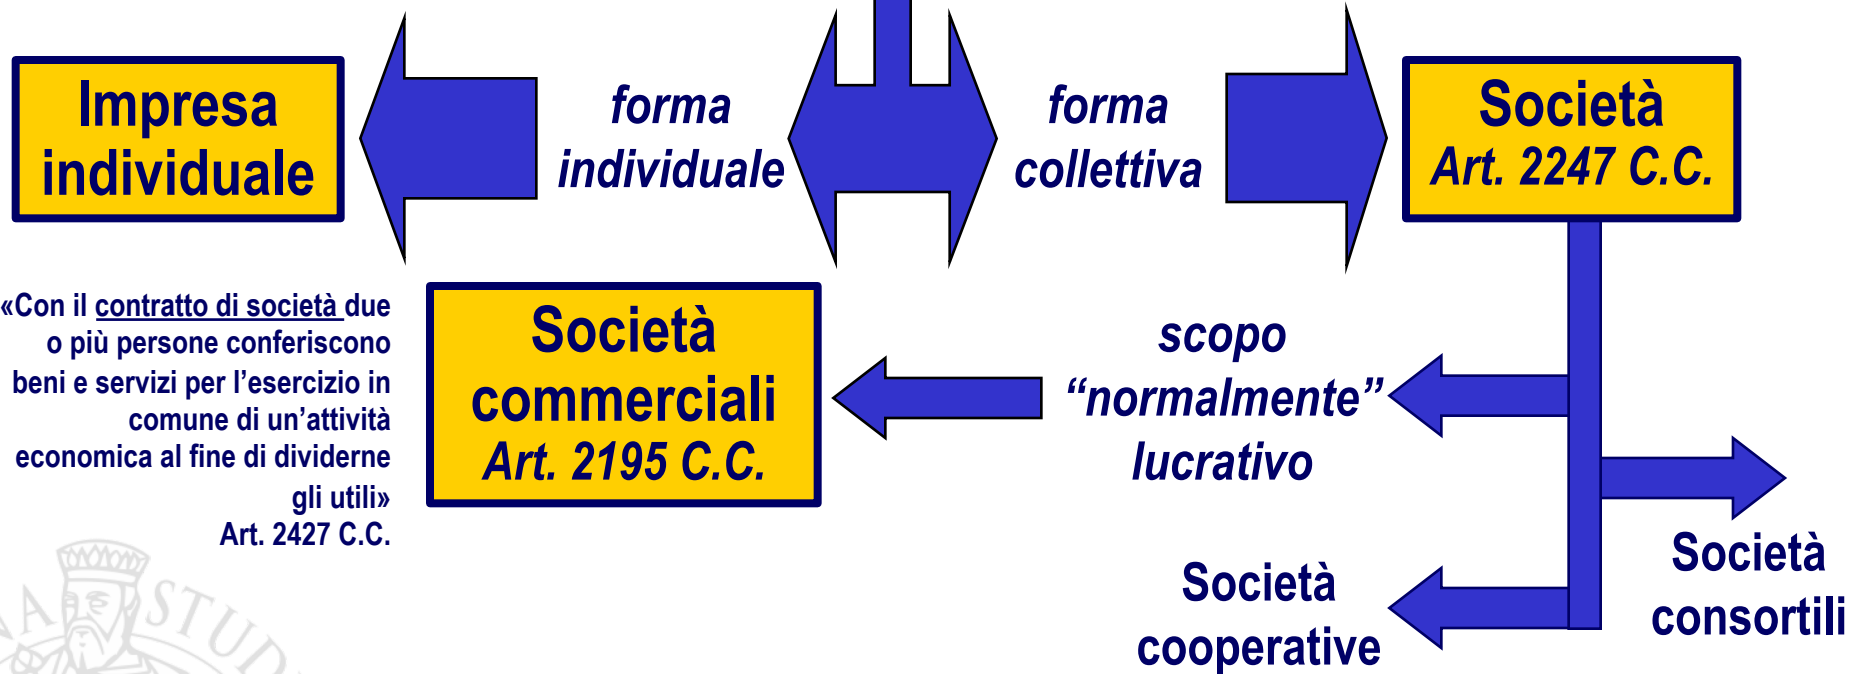 Impresa
individuale
forma
individuale
forma
collettiva
Società
Art. 2247 C.C.
«Con il contratto di società due
o più persone conferiscono
beni e servizi per l’esercizio in
comune di un’attività
economica al fine di dividerne
gli utili»
Art. 2427 C.C.
Società
commerciali
Art. 2195 C.C.
scopo
“normalmente”
lucrativo
Società
cooperative
Società
consortili